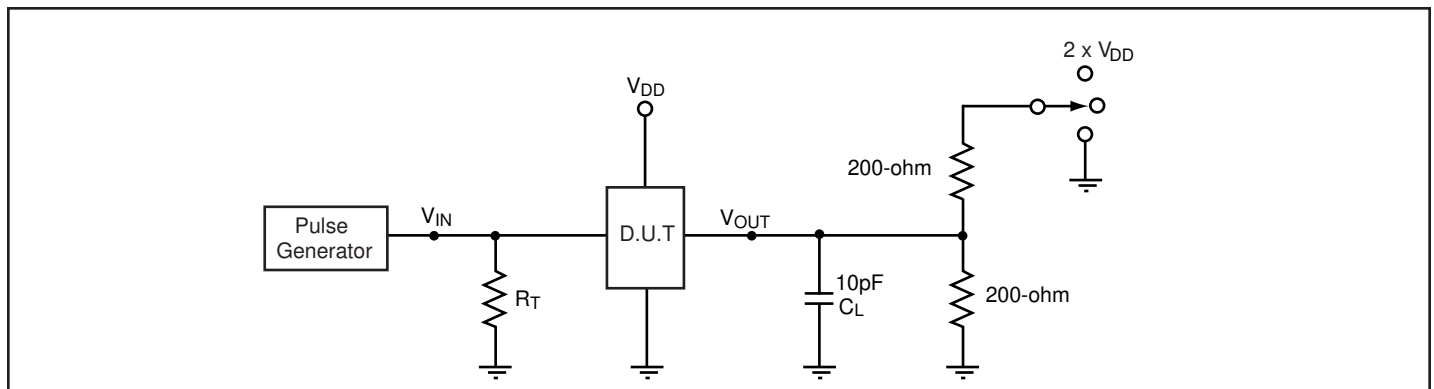 2 x VDD
VDD
200-ohm
Pulse
Generator
VIN
D.U.T
VOUT
RT
10pF
CL
200-ohm